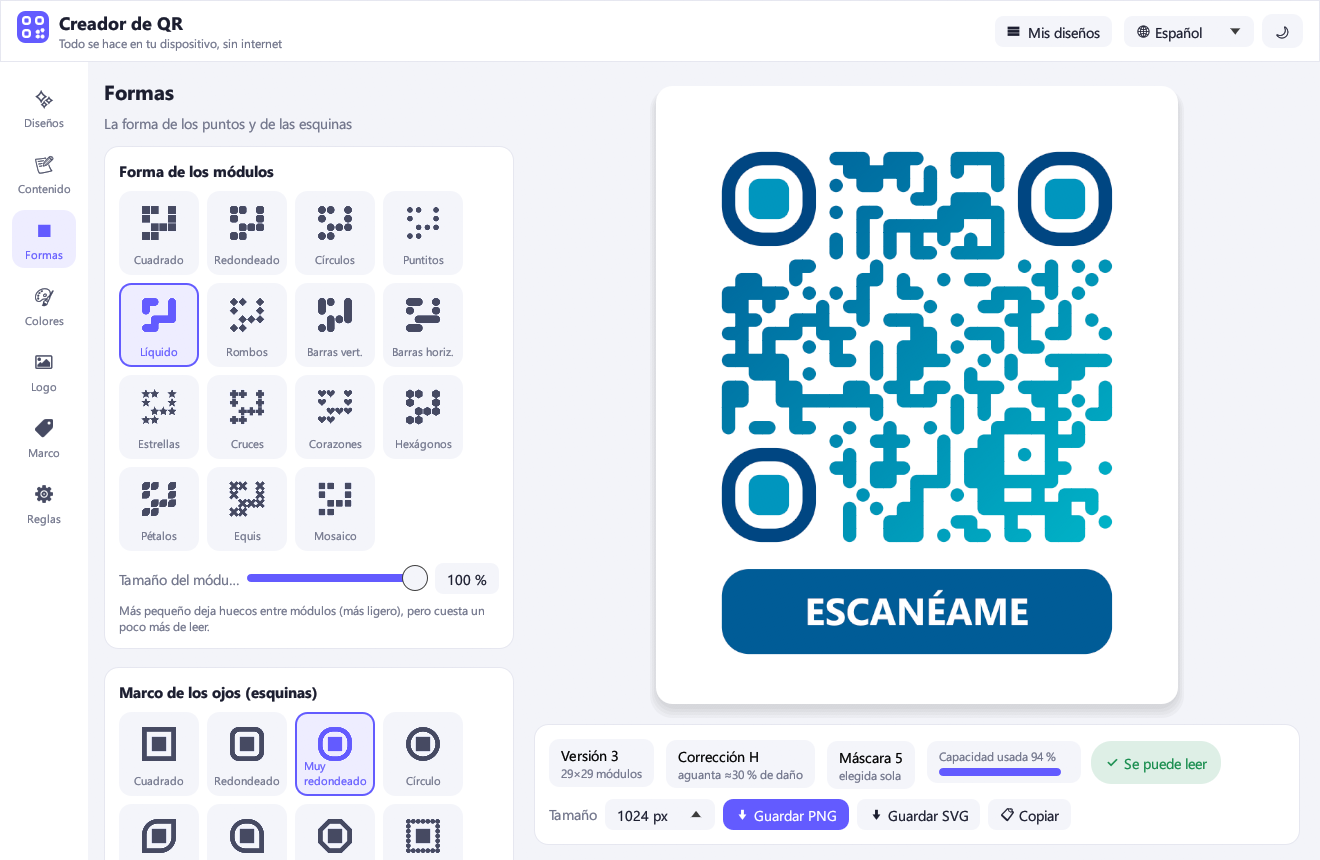 Creador de QR
Todo se hace en tu dispositivo, sin internet
Mis diseños
Español
Diseños
Contenido
Formas
Colores
Logo
Marco
Reglas
Formas
La forma de los puntos y de las esquinas
Forma de los módulos
Cuadrado
Redondeado
Círculos
Puntitos
Líquido
Rombos
Barras vert.
Barras horiz.
Estrellas
Cruces
Corazones
Hexágonos
Pétalos
Equis
Mosaico
Tamaño del módu...
100 %
Más pequeño deja huecos entre módulos (más ligero), pero cuesta un
poco más de leer.
Marco de los ojos (esquinas)
Cuadrado
Redondeado
Muy
redondeado
Círculo
ESCANÉAME
Versión 3
29×29 módulos
Corrección H
aguanta ≈30 % de daño
Máscara 5
elegida sola
Capacidad usada 94 %
Se puede leer
Tamaño
1024 px
Guardar PNG
Guardar SVG
Copiar